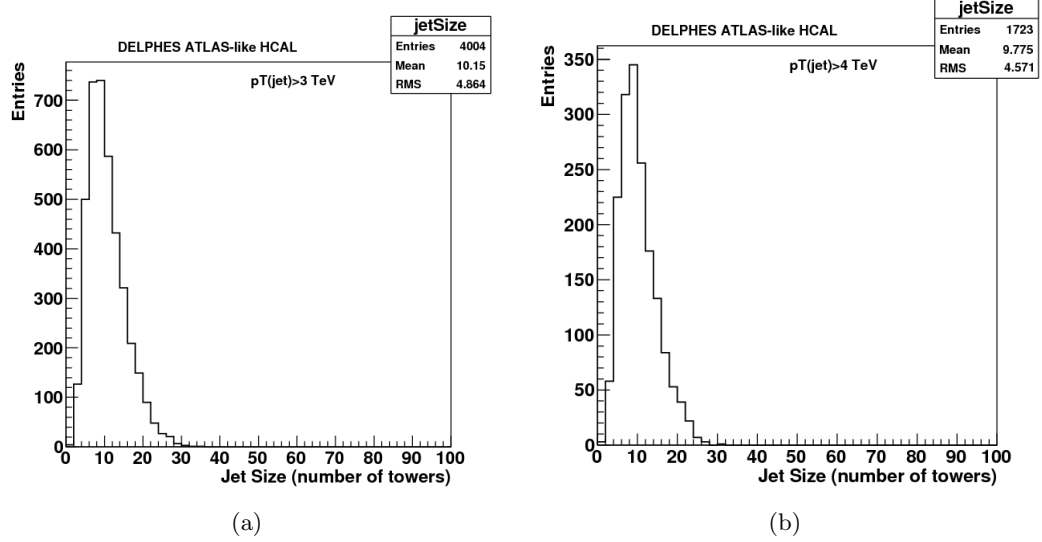 jetSize
Entries 4004
Mean 10.15
RMS 4.864
DELPHES ATLAS-like HCAL
pT(jet)>3 TeV
Entries
700
600
500
400
300
200
100
0
0 10 20 30 40 50 60 70 80 90 100
Jet Size (number of towers)
(a)
jetSize
Entries 1723
Mean 9.775
RMS 4.571
DELPHES ATLAS-like HCAL
pT(jet)>4 TeV
Entries
350
300
250
200
150
100
50
0
0 10 20 30 40 50 60 70 80 90 100
Jet Size (number of towers)
(b)